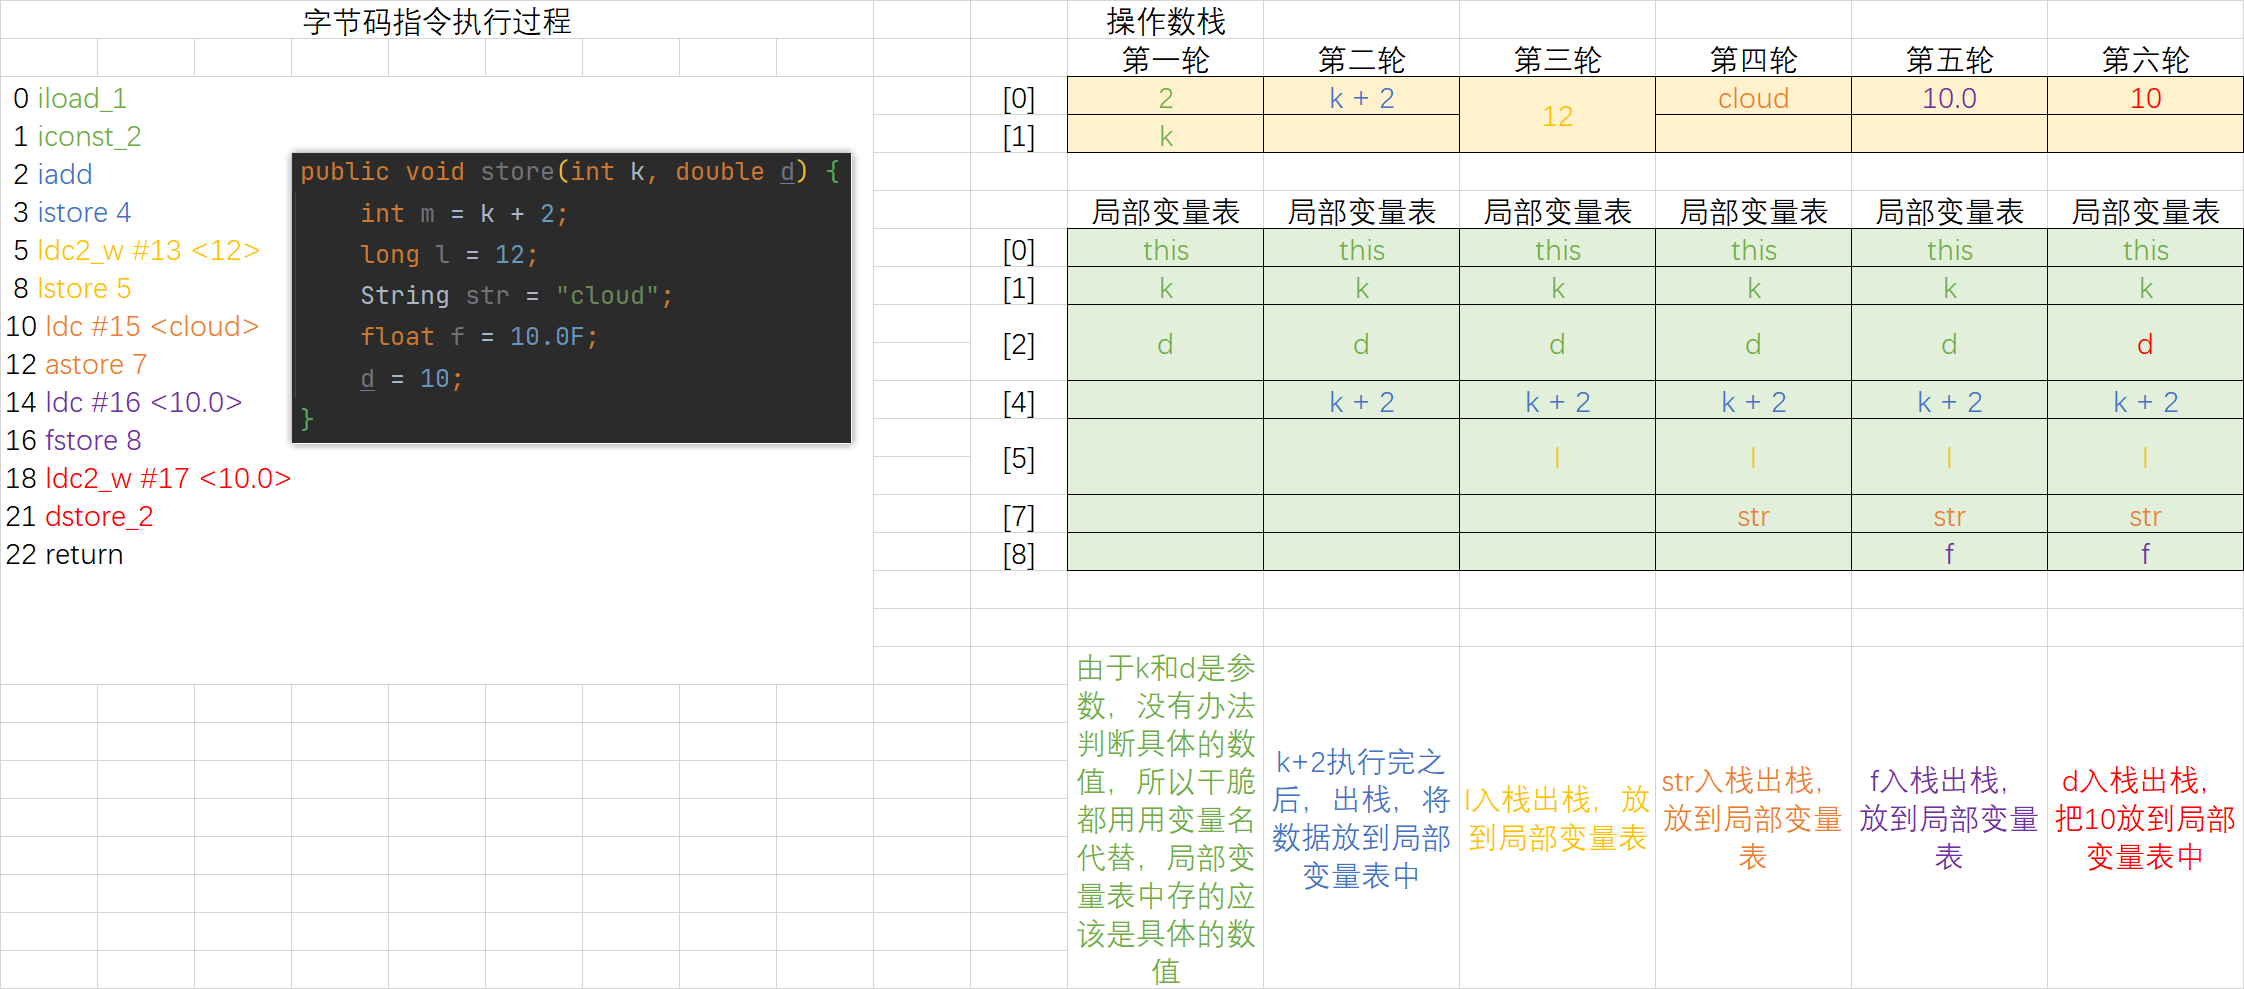 字节码指令执行过程
0 iload_1
1 iconst_2
2 iadd
3 istore 4
5 ldc2_w #13 <12>
8 lstore 5
10 ldc #15 <cloud>
12 astore 7
14 ldc #16 <10.0>
16 fstore 8
18 ldc2_w #17 <10.0>
21 dstore_2
22 return
public void store(int k, double d) {
int m = k + 2;
long l = 12;
String str = "cloud";
float f = 10.0F;
d = 10;
}
操作数栈
第一轮 第二轮 第三轮 第四轮 第五轮 第六轮
[0] 2 k + 2 12 cloud 10.0 10
[1] k
局部变量表 局部变量表 局部变量表 局部变量表 局部变量表 局部变量表
[0] this this this this this this
[1] k k k k k k
[2] d d d d d d
[4] k + 2 k + 2 k + 2 k + 2 k + 2
[5] l l l l
[7] str str str
[8] f f
由于k和d是参
数，没有办法
判断具体的数
值，所以干脆
都用用变量名
代替，局部变
量表中存的应
该是具体的数
值
k+2执行完之
后，出栈，将
数据放到局部
变量表中
l入栈出栈，放
到局部变量表
str入栈出栈，
放到局部变量
表
f入栈出栈，
放到局部变量
表
d入栈出栈，
把10放到局部
变量表中